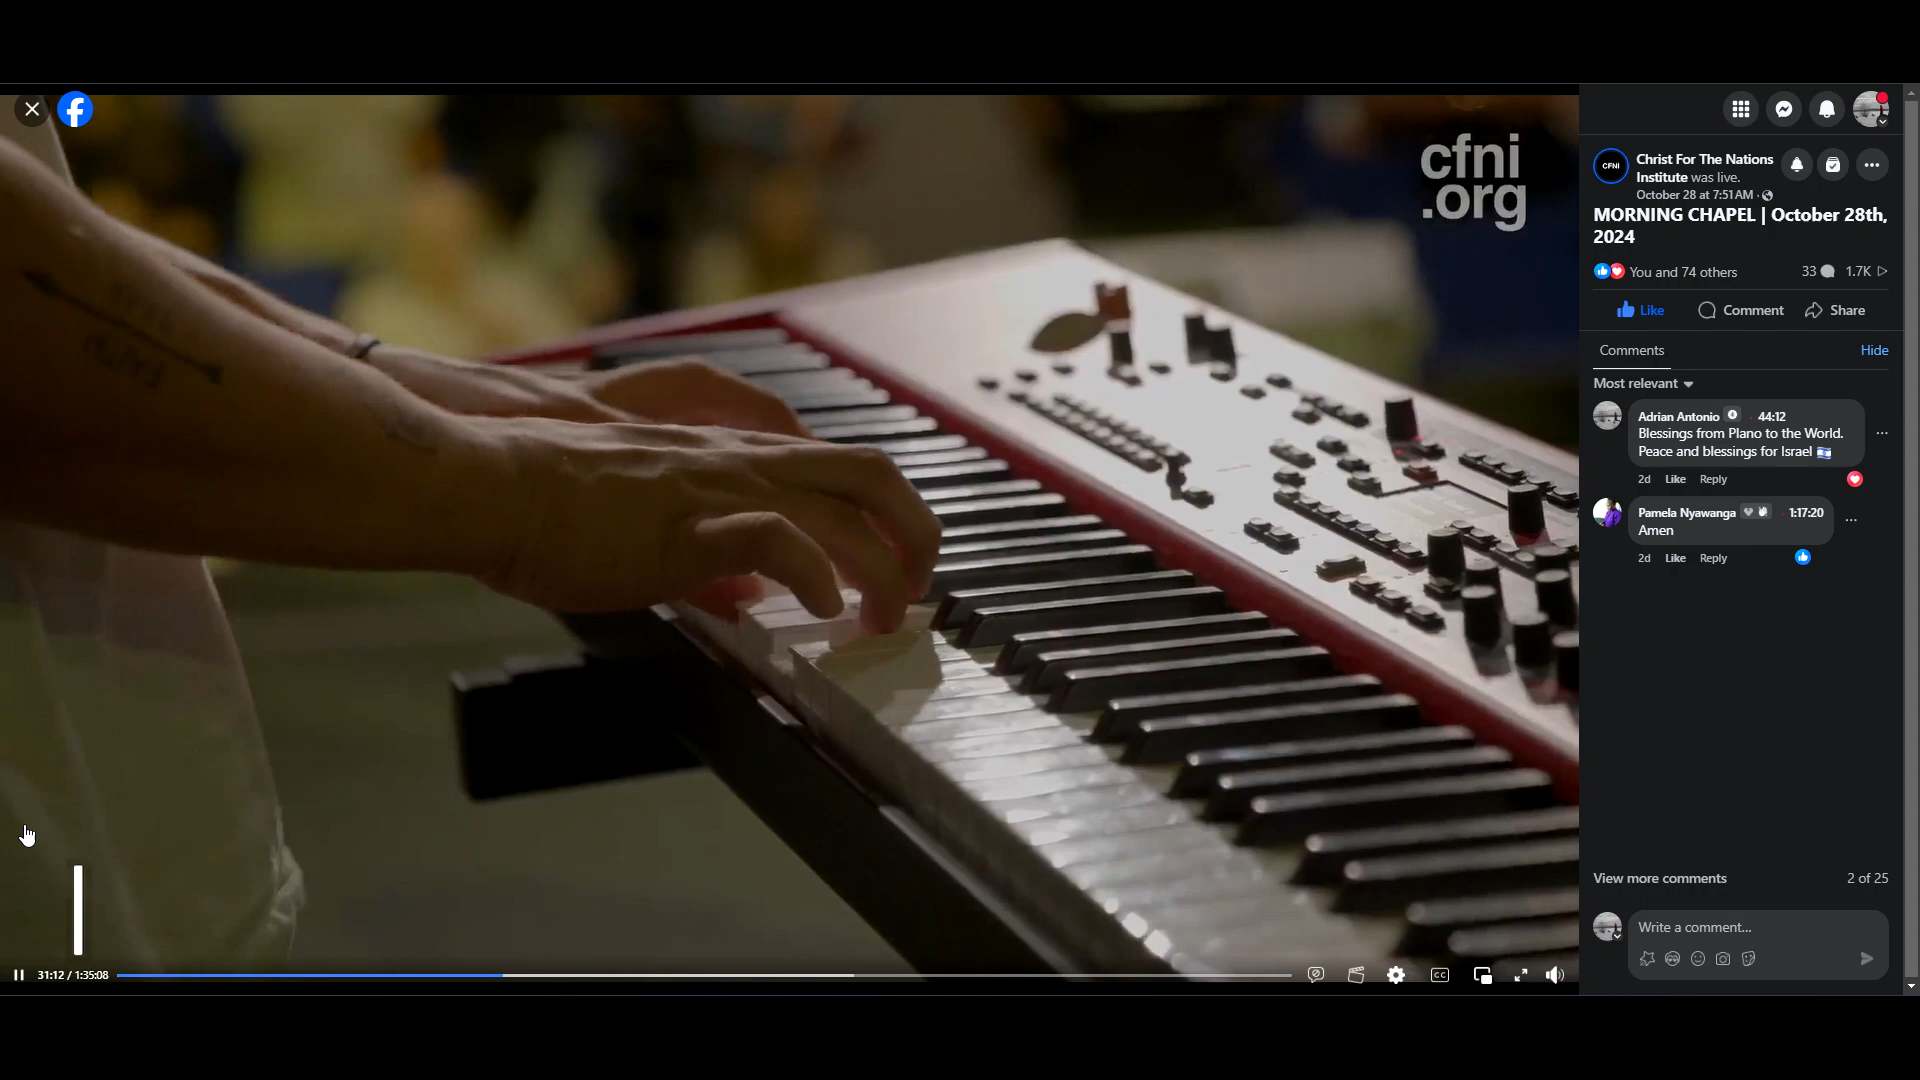 cfni
.org
31:12 / 1:35:08
CC
CFNI
Christ For The Nations
Institute was live.
October 28 at 7:51 AM ·
MORNING CHAPEL | October 28th,
2024
You and 74 others
33
1.7K
Like
Comment
Share
Comments
Hide
Most relevant
Adrian Antonio
44:12
Blessings from Plano to the World.
Peace and blessings for Israel 🇮🇱
2d Like Reply
Pamela Nyawanga
1:17:20
Amen
2d Like Reply
View more comments
2 of 25
Write a comment...